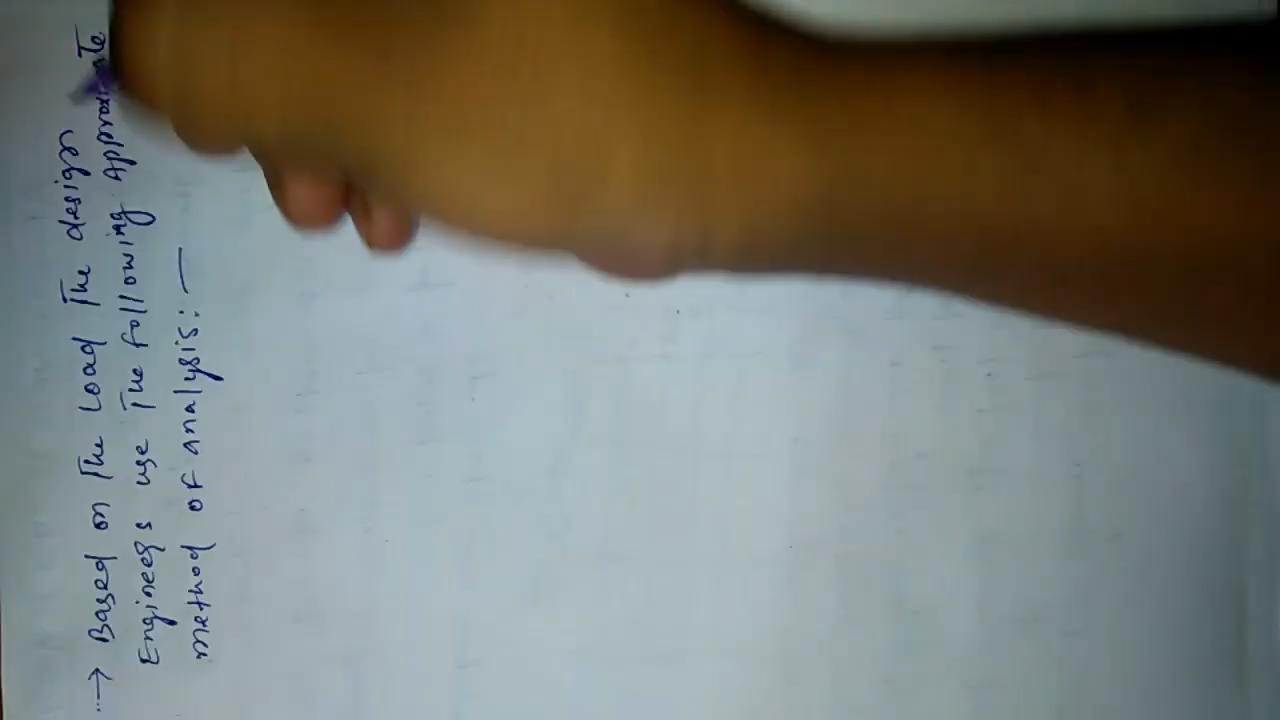 → Based on The Load The design
Engineers use The following Approximate
method of analysis: —